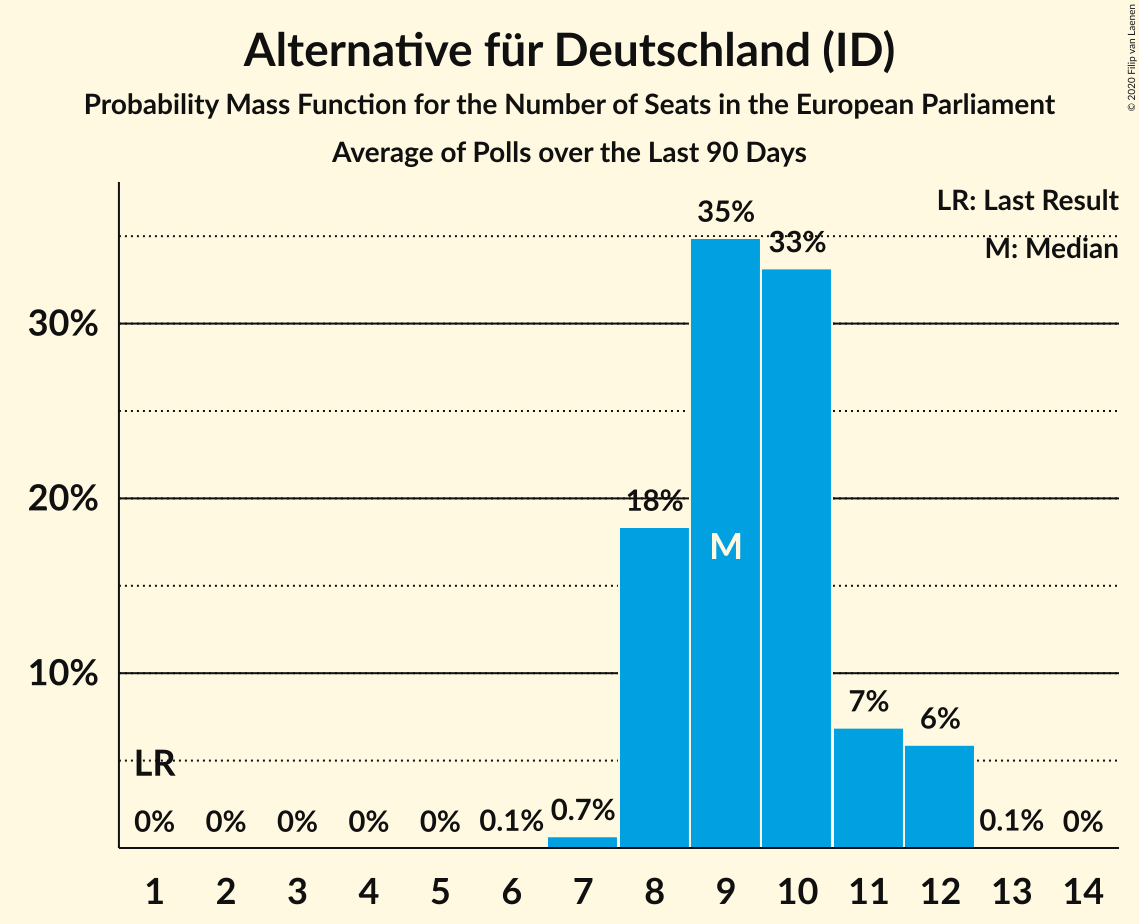 Alternative für Deutschland (ID)
Probability Mass Function for the Number of Seats in the European Parliament
Average of Polls over the Last 90 Days
© 2020 Filip van Laenen
LR: Last Result
M: Median
35%
33%
30%
20%
18%
M
10%
7%
6%
LR
0% 0% 0% 0% 0% 0.1% 0.7% 0.1% 0%
1 2 3 4 5 6 7 8 9 10 11 12 13 14